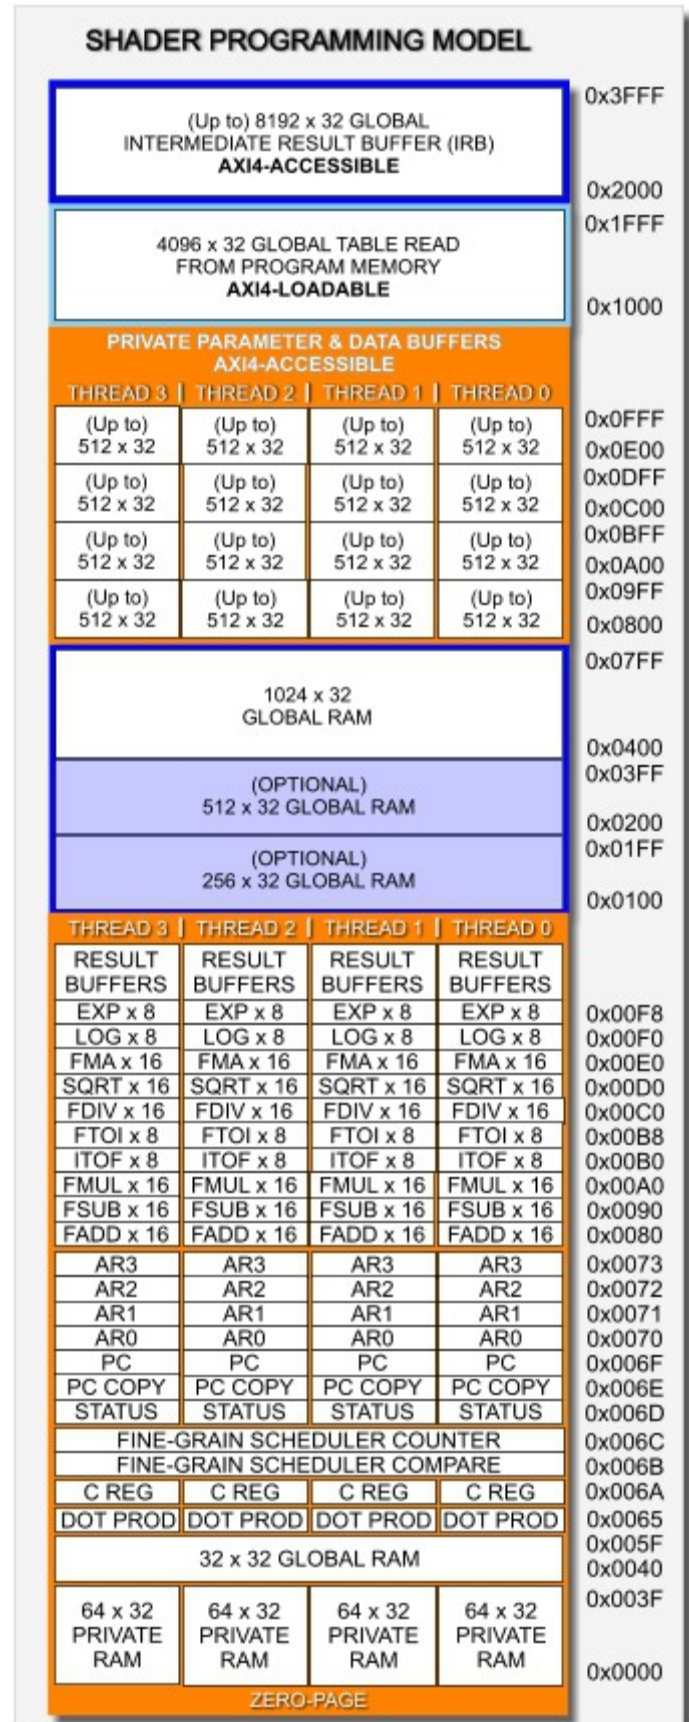 SHADER PROGRAMMING MODEL
0x3FFF
(Up to) 8192 x 32 GLOBAL
INTERMEDIATE RESULT BUFFER (IRB)
AXI4-ACCESSIBLE
0x2000
0x1FFF
4096 x 32 GLOBAL TABLE READ
FROM PROGRAM MEMORY
AXI4-LOADABLE
0x1000
PRIVATE PARAMETER & DATA BUFFERS
AXI4-ACCESSIBLE
THREAD 3 | THREAD 2 | THREAD 1 | THREAD 0
(Up to) (Up to) (Up to) (Up to) 0x0FFF
512 x 32 512 x 32 512 x 32 512 x 32 0x0E00
(Up to) (Up to) (Up to) (Up to) 0x0DFF
512 x 32 512 x 32 512 x 32 512 x 32 0x0C00
(Up to) (Up to) (Up to) (Up to) 0x0BFF
512 x 32 512 x 32 512 x 32 512 x 32 0x0A00
(Up to) (Up to) (Up to) (Up to) 0x09FF
512 x 32 512 x 32 512 x 32 512 x 32 0x0800
0x07FF
1024 x 32
GLOBAL RAM
0x0400
0x03FF
(OPTIONAL)
512 x 32 GLOBAL RAM
0x0200
0x01FF
(OPTIONAL)
256 x 32 GLOBAL RAM
0x0100
THREAD 3 | THREAD 2 | THREAD 1 | THREAD 0
RESULT RESULT RESULT RESULT
BUFFERS BUFFERS BUFFERS BUFFERS
EXP x 8 EXP x 8 EXP x 8 EXP x 8 0x00F8
LOG x 8 LOG x 8 LOG x 8 LOG x 8 0x00F0
FMA x 16 FMA x 16 FMA x 16 FMA x 16 0x00E0
SQRT x 16 SQRT x 16 SQRT x 16 SQRT x 16 0x00D0
FDIV x 16 FDIV x 16 FDIV x 16 FDIV x 16 0x00C0
FTOI x 8 FTOI x 8 FTOI x 8 FTOI x 8 0x00B8
ITOF x 8 ITOF x 8 ITOF x 8 ITOF x 8 0x00B0
FMUL x 16 FMUL x 16 FMUL x 16 FMUL x 16 0x00A0
FSUB x 16 FSUB x 16 FSUB x 16 FSUB x 16 0x0090
FADD x 16 FADD x 16 FADD x 16 FADD x 16 0x0080
AR3 AR3 AR3 AR3 0x0073
AR2 AR2 AR2 AR2 0x0072
AR1 AR1 AR1 AR1 0x0071
AR0 AR0 AR0 AR0 0x0070
PC PC PC PC 0x006F
PC COPY PC COPY PC COPY PC COPY 0x006E
STATUS STATUS STATUS STATUS 0x006D
FINE-GRAIN SCHEDULER COUNTER 0x006C
FINE-GRAIN SCHEDULER COMPARE 0x006B
C REG C REG C REG C REG 0x006A
DOT PROD DOT PROD DOT PROD DOT PROD 0x0065
0x005F
32 x 32 GLOBAL RAM
0x0040
0x003F
64 x 32 64 x 32 64 x 32 64 x 32
PRIVATE PRIVATE PRIVATE PRIVATE
RAM RAM RAM RAM
0x0000
ZERO-PAGE